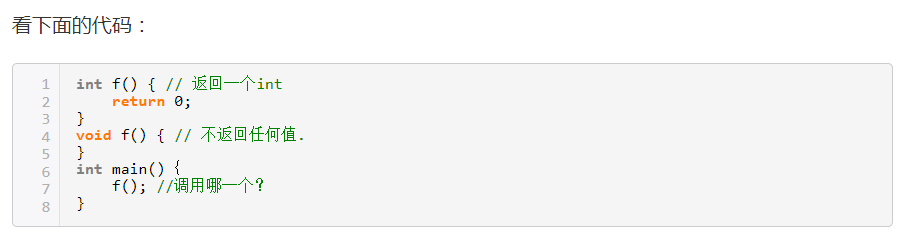 看下面的代码：
1 int f() { // 返回一个int
2     return 0;
3 }
4 void f() { // 不返回任何值.
5 }
6 int main() {
7     f(); //调用哪一个?
8 }